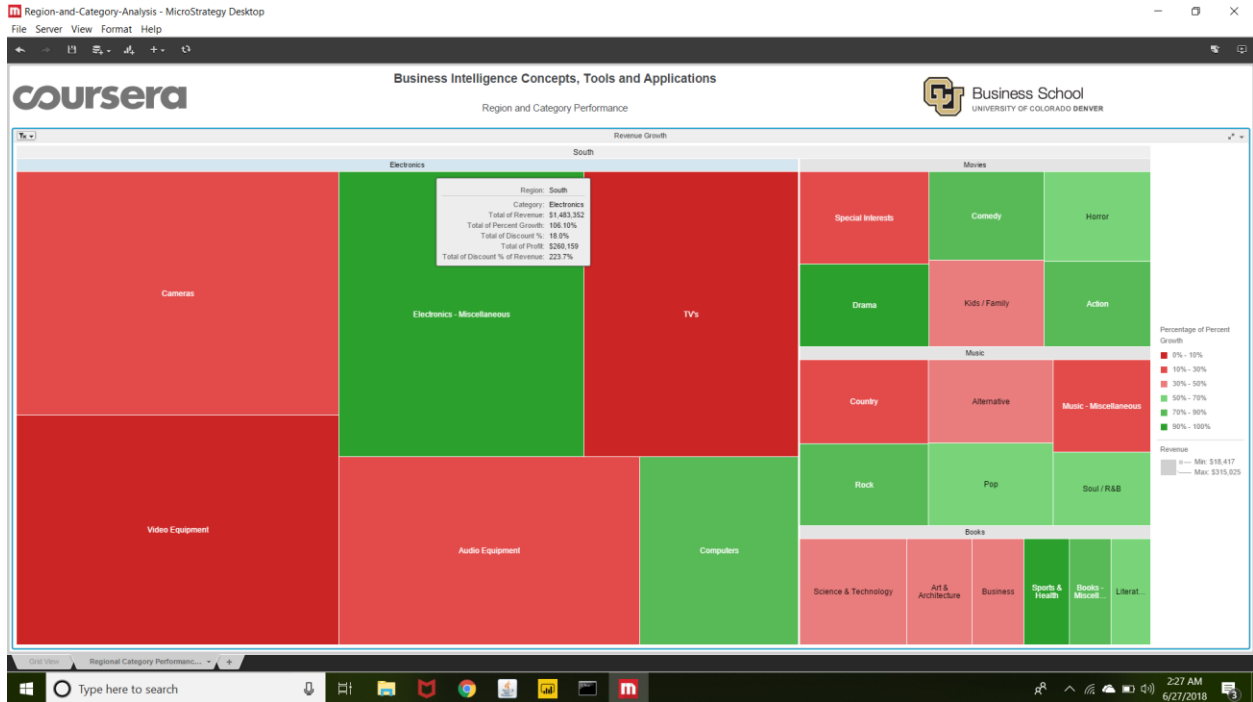 Region-and-Category-Analysis - MicroStrategy Desktop
File Server View Format Help
coursera
Business Intelligence Concepts, Tools and Applications
Region and Category Performance
Business School
UNIVERSITY OF COLORADO DENVER
Revenue Growth
South
Electronics
Movies
Region: South
Category: Electronics
Total of Revenue: $1,483,352
Total of Percent Growth: 106.10%
Total of Discount %: 18.0%
Total of Profit: $260,159
Total of Discount % of Revenue: 223.7%
Cameras
Electronics - Miscellaneous
TV's
Video Equipment
Audio Equipment
Computers
Special Interests
Comedy
Horror
Drama
Kids / Family
Action
Music
Country
Alternative
Music - Miscellaneous
Rock
Pop
Soul / R&B
Books
Science & Technology
Art &
Architecture
Business
Sports &
Health
Books -
Miscell...
Literat...
Percentage of Percent
Growth
0% - 10%
10% - 30%
30% - 50%
50% - 70%
70% - 90%
90% - 100%
Revenue
Min: $18,417
Max: $315,025
Grid View
Regional Category Performanc...
Type here to search
2:27 AM
6/27/2018
3